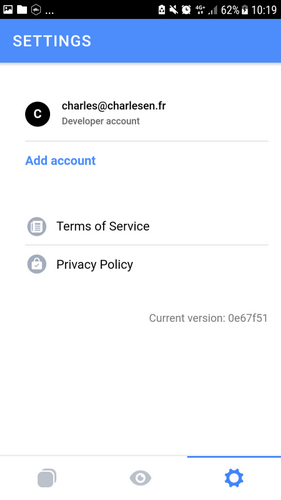 ... 4G+ 62% 10:19
SETTINGS
C
charles@charlesen.fr
Developer account
Add account
Terms of Service
Privacy Policy
Current version: 0e67f51